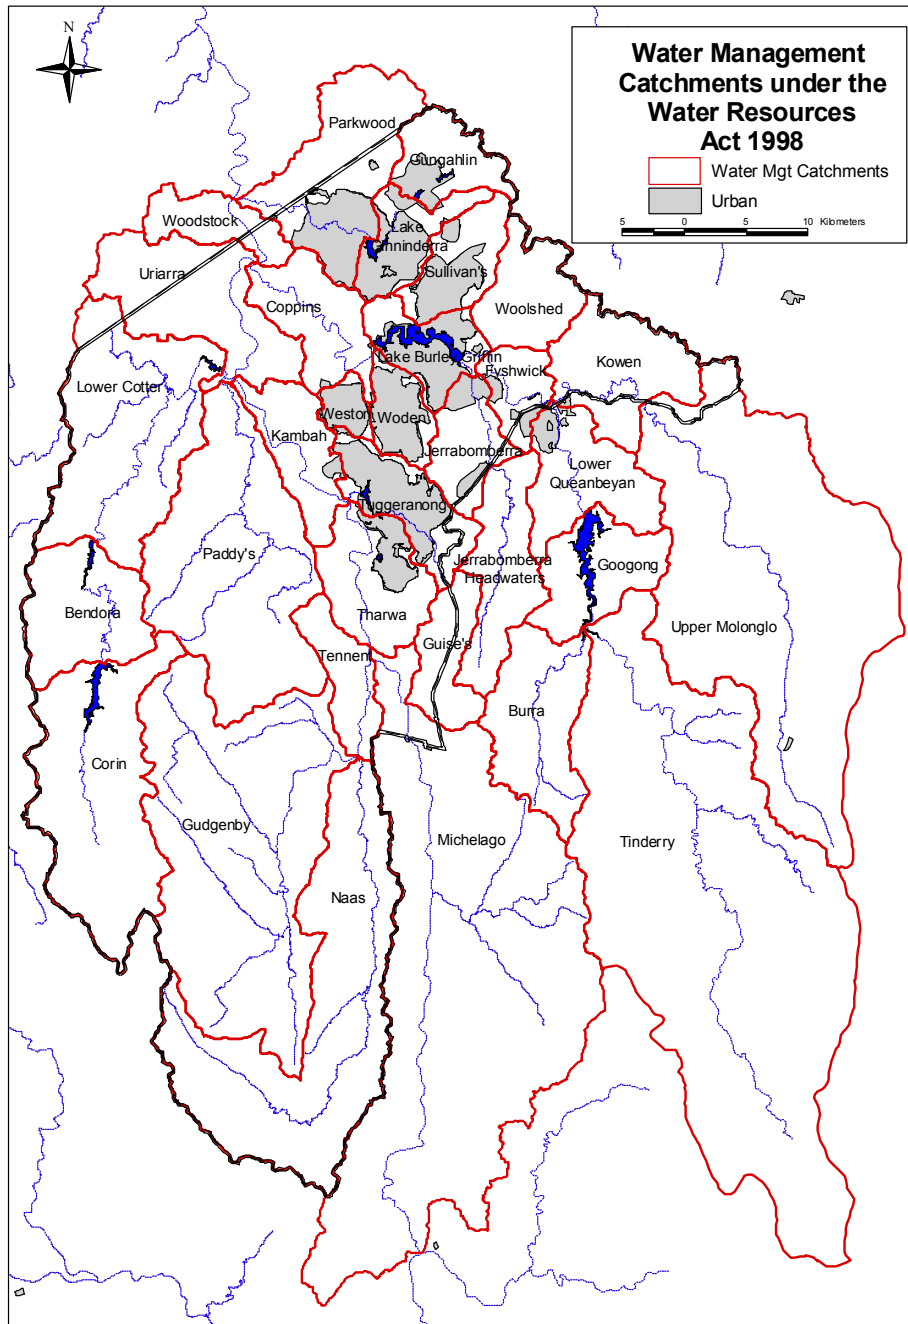 N
Water Management
Catchments under the
Water Resources
Act 1998
Water Mgt Catchments
Urban
5 0 5 10 Kilometers
Parkwood
Gungahlin
Woodstock
Lake
Ginninderra
Uriarra
Sullivan's
Coppins
Woolshed
Lake Burley Griffin
Fyshwick
Kowen
Lower Cotter
Weston
Woden
Kambah
Jerrabomberra
Lower
Queanbeyan
Tuggeranong
Paddy's
Jerrabomberra
Headwaters
Googong
Bendora
Tharwa
Upper Molonglo
Guise's
Tennent
Burra
Corin
Gudgenby
Michelago
Tinderry
Naas